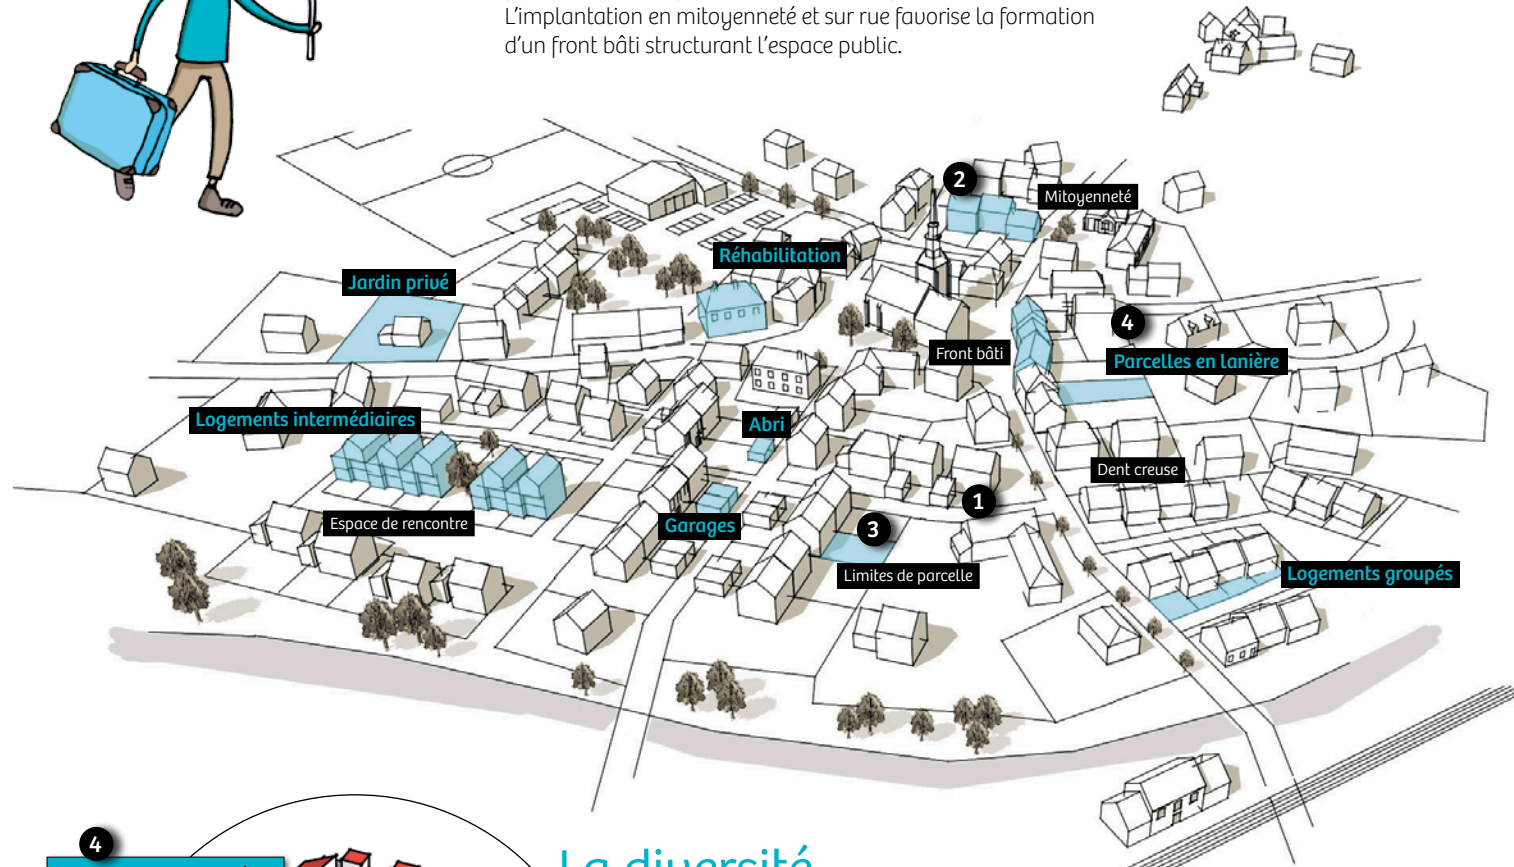 L'implantation en mitoyenneté et sur rue favorise la formation
d'un front bâti structurant l'espace public.
2
Mitoyenneté
Réhabilitation
Jardin privé
4
Front bâti
Parcelles en lanière
Logements intermédiaires
Abri
Dent creuse
1
Espace de rencontre
Garages
3
Limites de parcelle
Logements groupés
4
La diversité